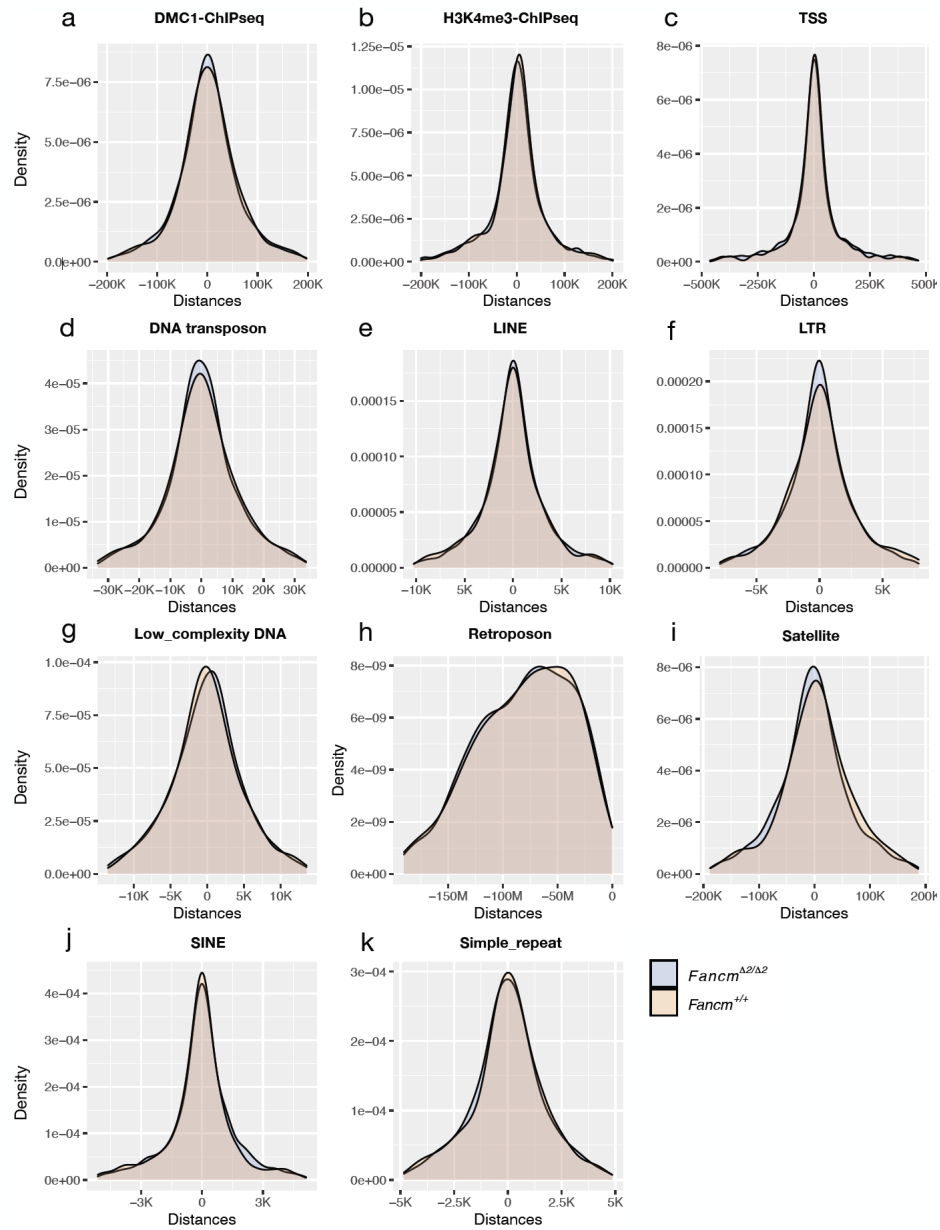 a DMC1-ChIPseq
Density
7.5e−06
5.0e−06
2.5e−06
0.0e+00
−200K −100K 0 100K 200K
Distances
b H3K4me3-ChIPseq
1.25e−05
1.00e−05
7.50e−06
5.00e−06
2.50e−06
0.00e+00
−200K −100K 0 100K 200K
Distances
c TSS
8e−06
6e−06
4e−06
2e−06
0e+00
−500K −250K 0 250K 500K
Distances
d DNA transposon
Density
4e−05
3e−05
2e−05
1e−05
0e+00
−30K −20K −10K 0 10K 20K 30K
Distances
e LINE
0.00015
0.00010
0.00005
0.00000
−10K −5K 0 5K 10K
Distances
f LTR
0.00020
0.00015
0.00010
0.00005
0.00000
−5K 0 5K
Distances
g Low_complexity DNA
Density
1.0e−04
7.5e−05
5.0e−05
2.5e−05
0.0e+00
−10K −5K 0 5K 10K
Distances
h Retroposon
Density
8e−09
6e−09
4e−09
2e−09
0e+00
−150M −100M −50M 0
Distances
i Satellite
8e−06
6e−06
4e−06
2e−06
0e+00
−200K −100K 0 100K 200K
Distances
j SINE
Density
4e−04
3e−04
2e−04
1e−04
0e+00
−3K 0 3K
Distances
k Simple_repeat
3e−04
2e−04
1e−04
0e+00
−5K −2.5K 0 2.5K 5K
Distances
Fancm Δ2/Δ2
Fancm +/+